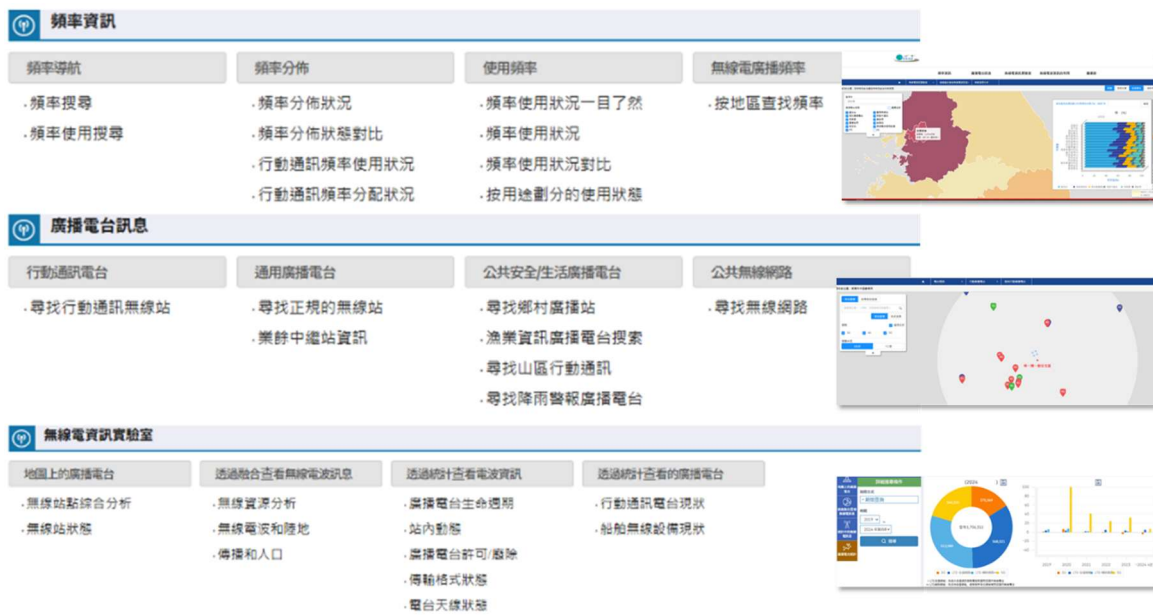 頻率資訊
頻率導航
·頻率搜尋
·頻率使用搜尋
頻率分佈
·頻率分佈狀況
·頻率分佈狀態對比
·行動通訊頻率使用狀況
·行動通訊頻率分配狀況
使用頻率
·頻率使用狀況一目了然
·頻率使用狀況
·頻率使用狀況對比
·按用途劃分的使用狀態
無線電廣播頻率
·按地區查找頻率
廣播電台訊息
行動通訊電台
·尋找行動通訊無線站
通用廣播電台
·尋找正規的無線站
·業餘中繼站資訊
公共安全/生活廣播電台
·尋找鄉村廣播站
·漁業資訊廣播電台搜索
·尋找山區行動通訊
·尋找降雨警報廣播電台
公共無線網路
·尋找無線網路
無線電資訊實驗室
地圖上的廣播電台
·無線站點綜合分析
·無線站狀態
透過融合查看無線電波訊息
·無線資源分析
·無線電波和陸地
·傳播和人口
透過統計查看電波資訊
·廣播電台生命週期
·站內動態
·廣播電台許可/廢除
·傳輸格式狀態
·電台天線狀態
透過統計查看的廣播電台
·行動通訊電台現狀
·船舶無線設備現狀